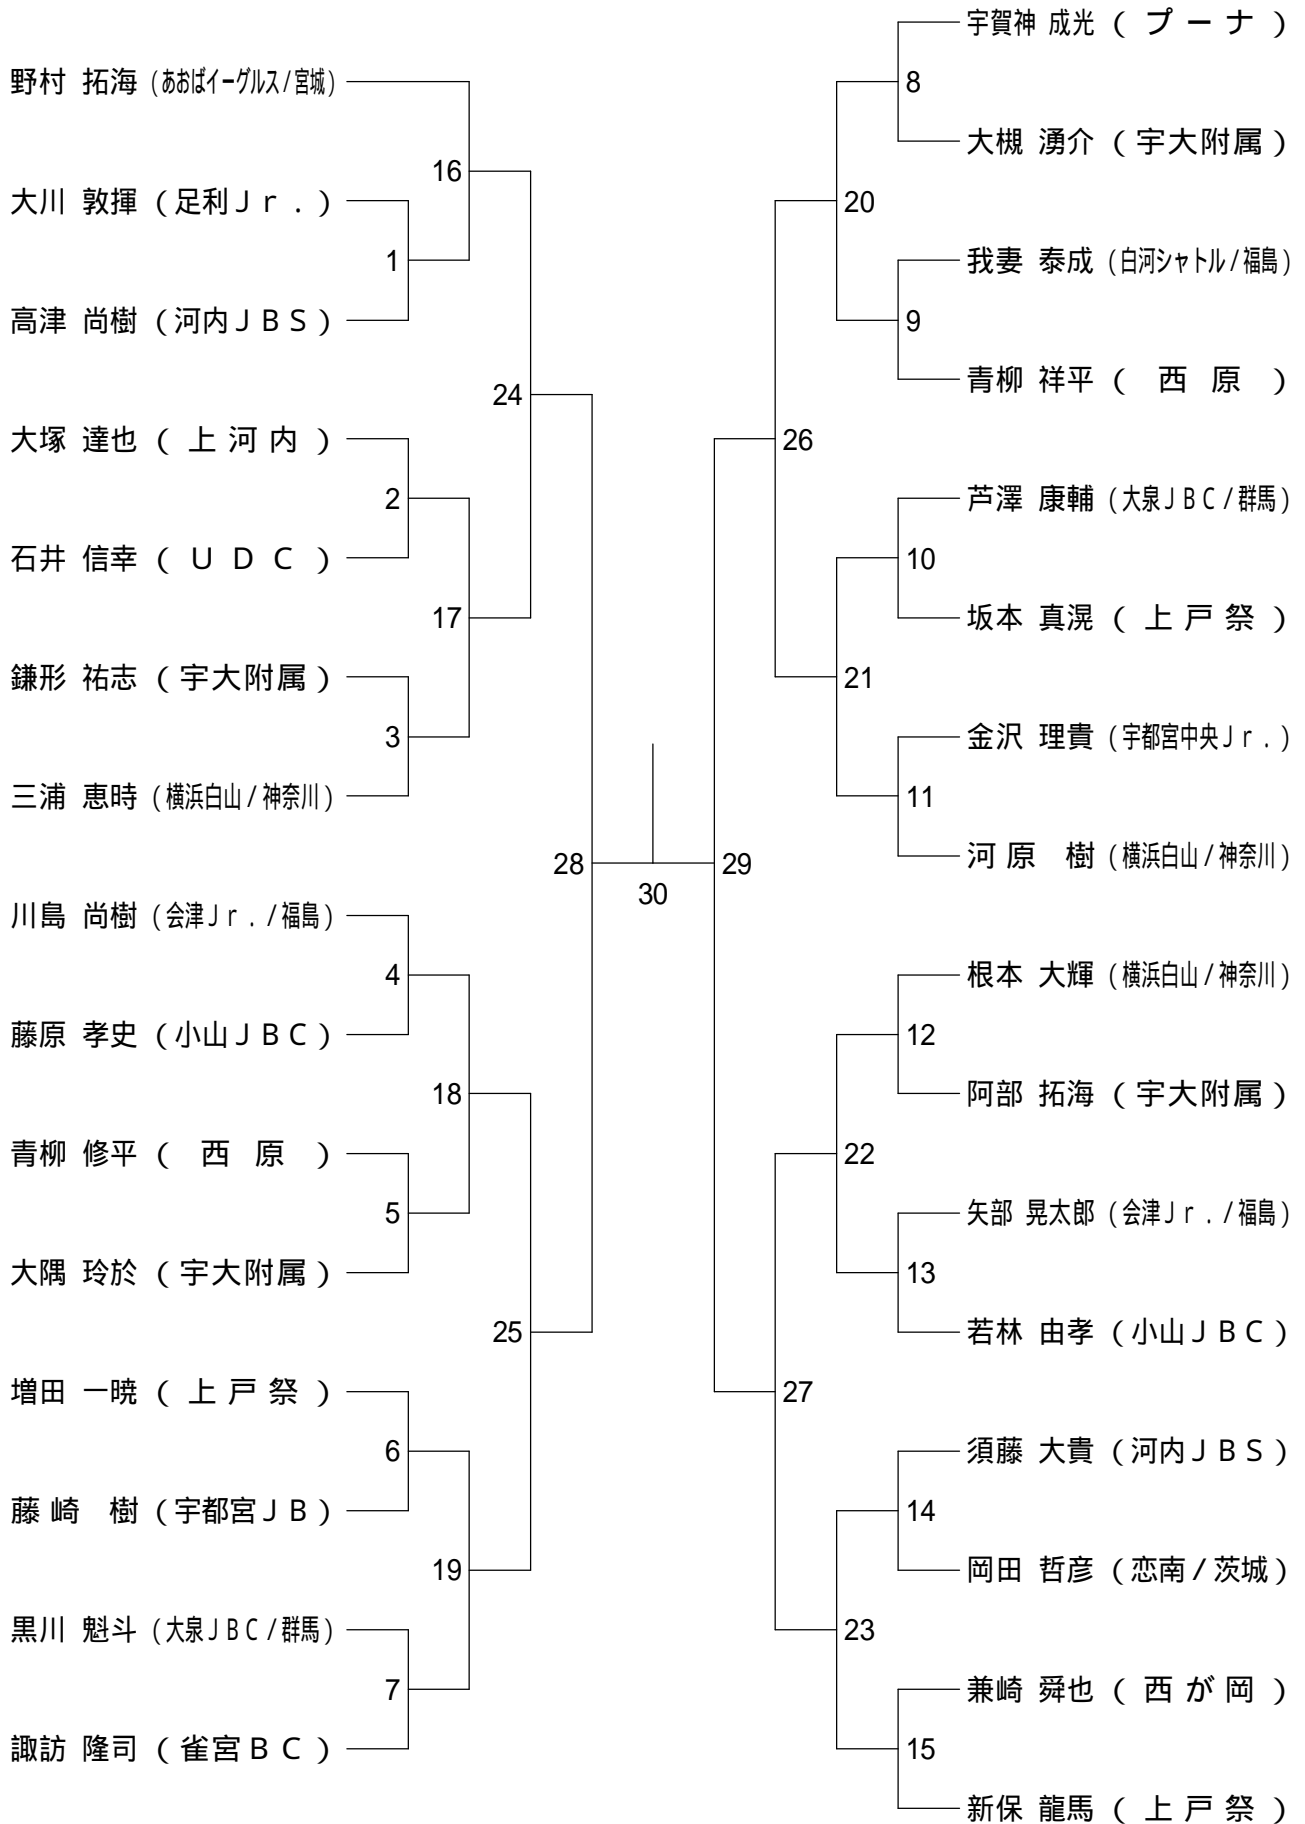 野村 拓海 (あおばイーグルス/宮城)
16
大川 敦揮 (足利Jr.)
1
高津 尚樹 (河内JBS)
24
大塚 達也 (上河内)
2
石井 信幸 (UDC)
17
鎌形 祐志 (宇大附属)
3
三浦 恵時 (横浜白山/神奈川)
28
川島 尚樹 (会津Jr./福島)
4
藤原 孝史 (小山JBC)
18
青柳 修平 (西原)
5
大隅 玲於 (宇大附属)
25
増田 一暁 (上戸祭)
6
藤崎 樹 (宇都宮JB)
19
黒川 魁斗 (大泉JBC/群馬)
7
諏訪 隆司 (雀宮BC)
30
宇賀神 成光 (プーナ)
8
大槻 湧介 (宇大附属)
20
我妻 泰成 (白河シャトル/福島)
9
青柳 祥平 (西原)
26
芦澤 康輔 (大泉JBC/群馬)
10
坂本 真滉 (上戸祭)
21
金沢 理貴 (宇都宮中央Jr.)
11
河原 樹 (横浜白山/神奈川)
29
根本 大輝 (横浜白山/神奈川)
12
阿部 拓海 (宇大附属)
22
矢部 晃太郎 (会津Jr./福島)
13
若林 由孝 (小山JBC)
27
須藤 大貴 (河内JBS)
14
岡田 哲彦 (恋南/茨城)
23
兼崎 舜也 (西が岡)
15
新保 龍馬 (上戸祭)